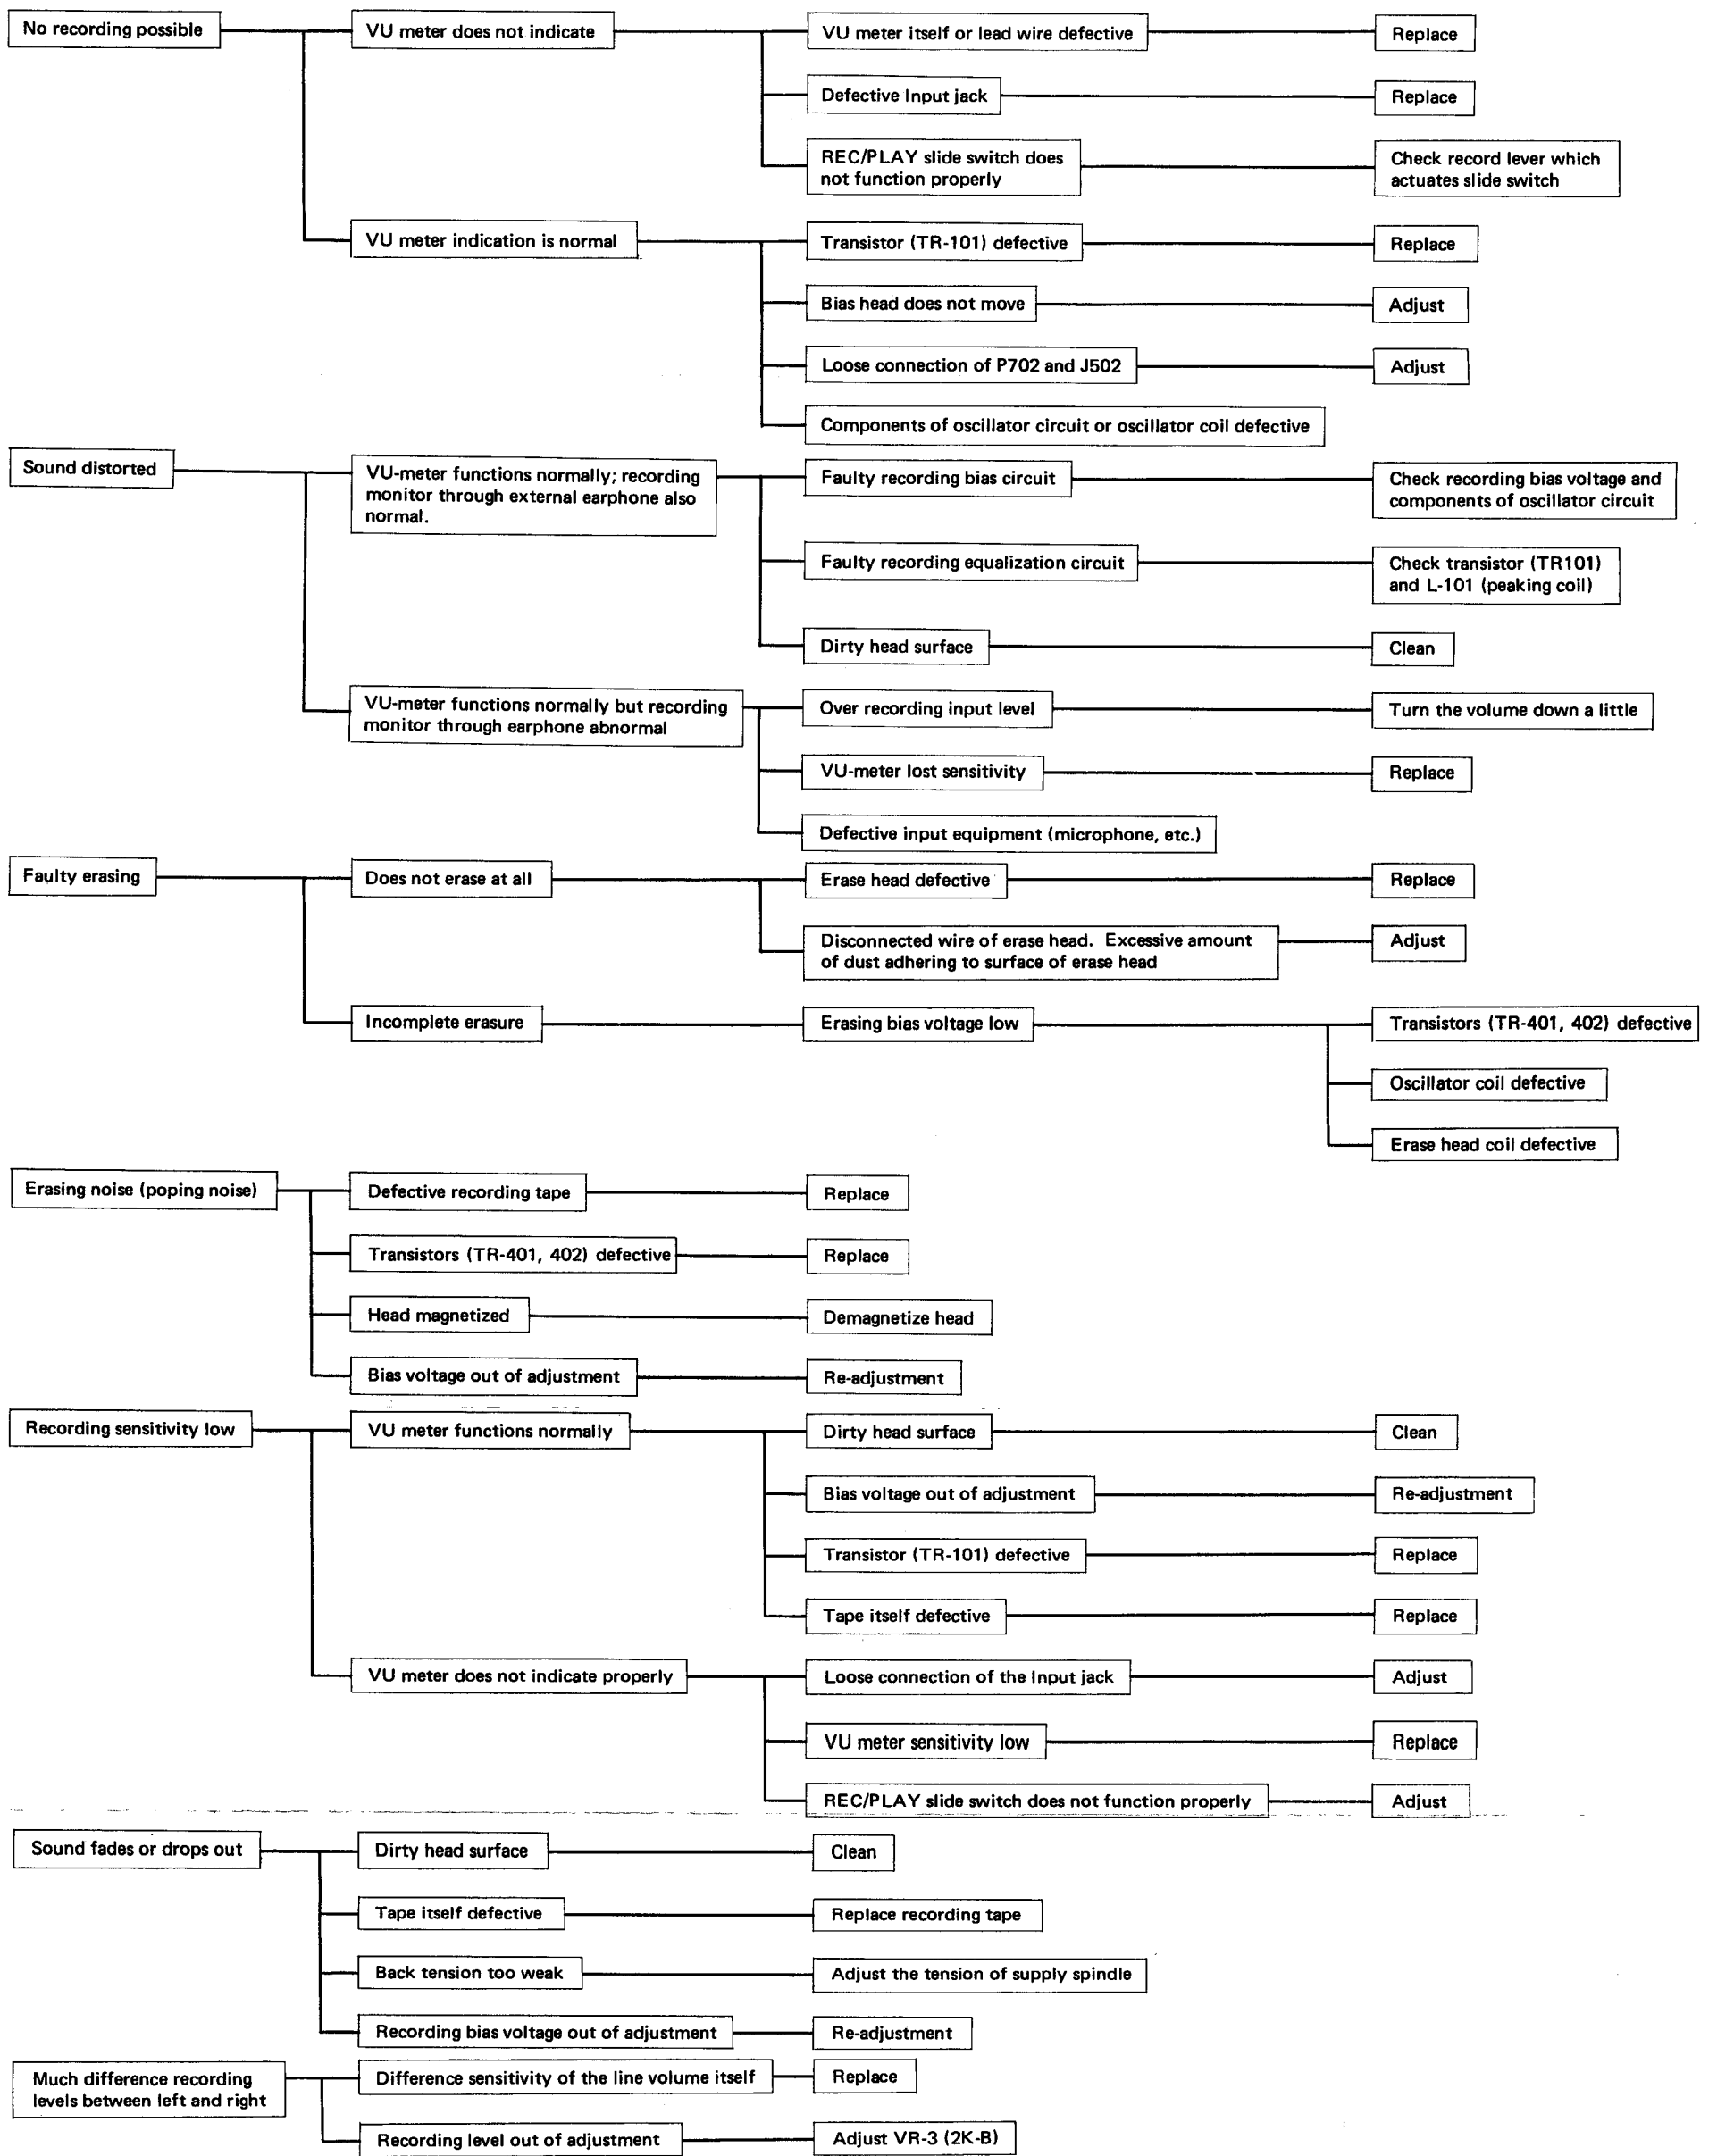 No recording possible
VU meter does not indicate
VU meter itself or lead wire defective
Replace
Defective Input jack
Replace
REC/PLAY slide switch does
not function properly
Check record lever which
actuates slide switch
VU meter indication is normal
Transistor (TR-101) defective
Replace
Bias head does not move
Adjust
Loose connection of P702 and J502
Adjust
Components of oscillator circuit or oscillator coil defective
Sound distorted
VU-meter functions normally; recording
monitor through external earphone also
normal.
Faulty recording bias circuit
Check recording bias voltage and
components of oscillator circuit
Faulty recording equalization circuit
Check transistor (TR101)
and L-101 (peaking coil)
Dirty head surface
Clean
VU-meter functions normally but recording
monitor through earphone abnormal
Over recording input level
Turn the volume down a little
VU-meter lost sensitivity
Replace
Defective input equipment (microphone, etc.)
Faulty erasing
Does not erase at all
Erase head defective
Replace
Disconnected wire of erase head. Excessive amount
of dust adhering to surface of erase head
Adjust
Incomplete erasure
Erasing bias voltage low
Transistors (TR-401, 402) defective
Oscillator coil defective
Erase head coil defective
Erasing noise (poping noise)
Defective recording tape
Replace
Transistors (TR-401, 402) defective
Replace
Head magnetized
Demagnetize head
Bias voltage out of adjustment
Re-adjustment
Recording sensitivity low
VU meter functions normally
Dirty head surface
Clean
Bias voltage out of adjustment
Re-adjustment
Transistor (TR-101) defective
Replace
Tape itself defective
Replace
VU meter does not indicate properly
Loose connection of the Input jack
Adjust
VU meter sensitivity low
Replace
REC/PLAY slide switch does not function properly
Adjust
Sound fades or drops out
Dirty head surface
Clean
Tape itself defective
Replace recording tape
Back tension too weak
Adjust the tension of supply spindle
Recording bias voltage out of adjustment
Re-adjustment
Much difference recording
levels between left and right
Difference sensitivity of the line volume itself
Replace
Recording level out of adjustment
Adjust VR-3 (2K-B)